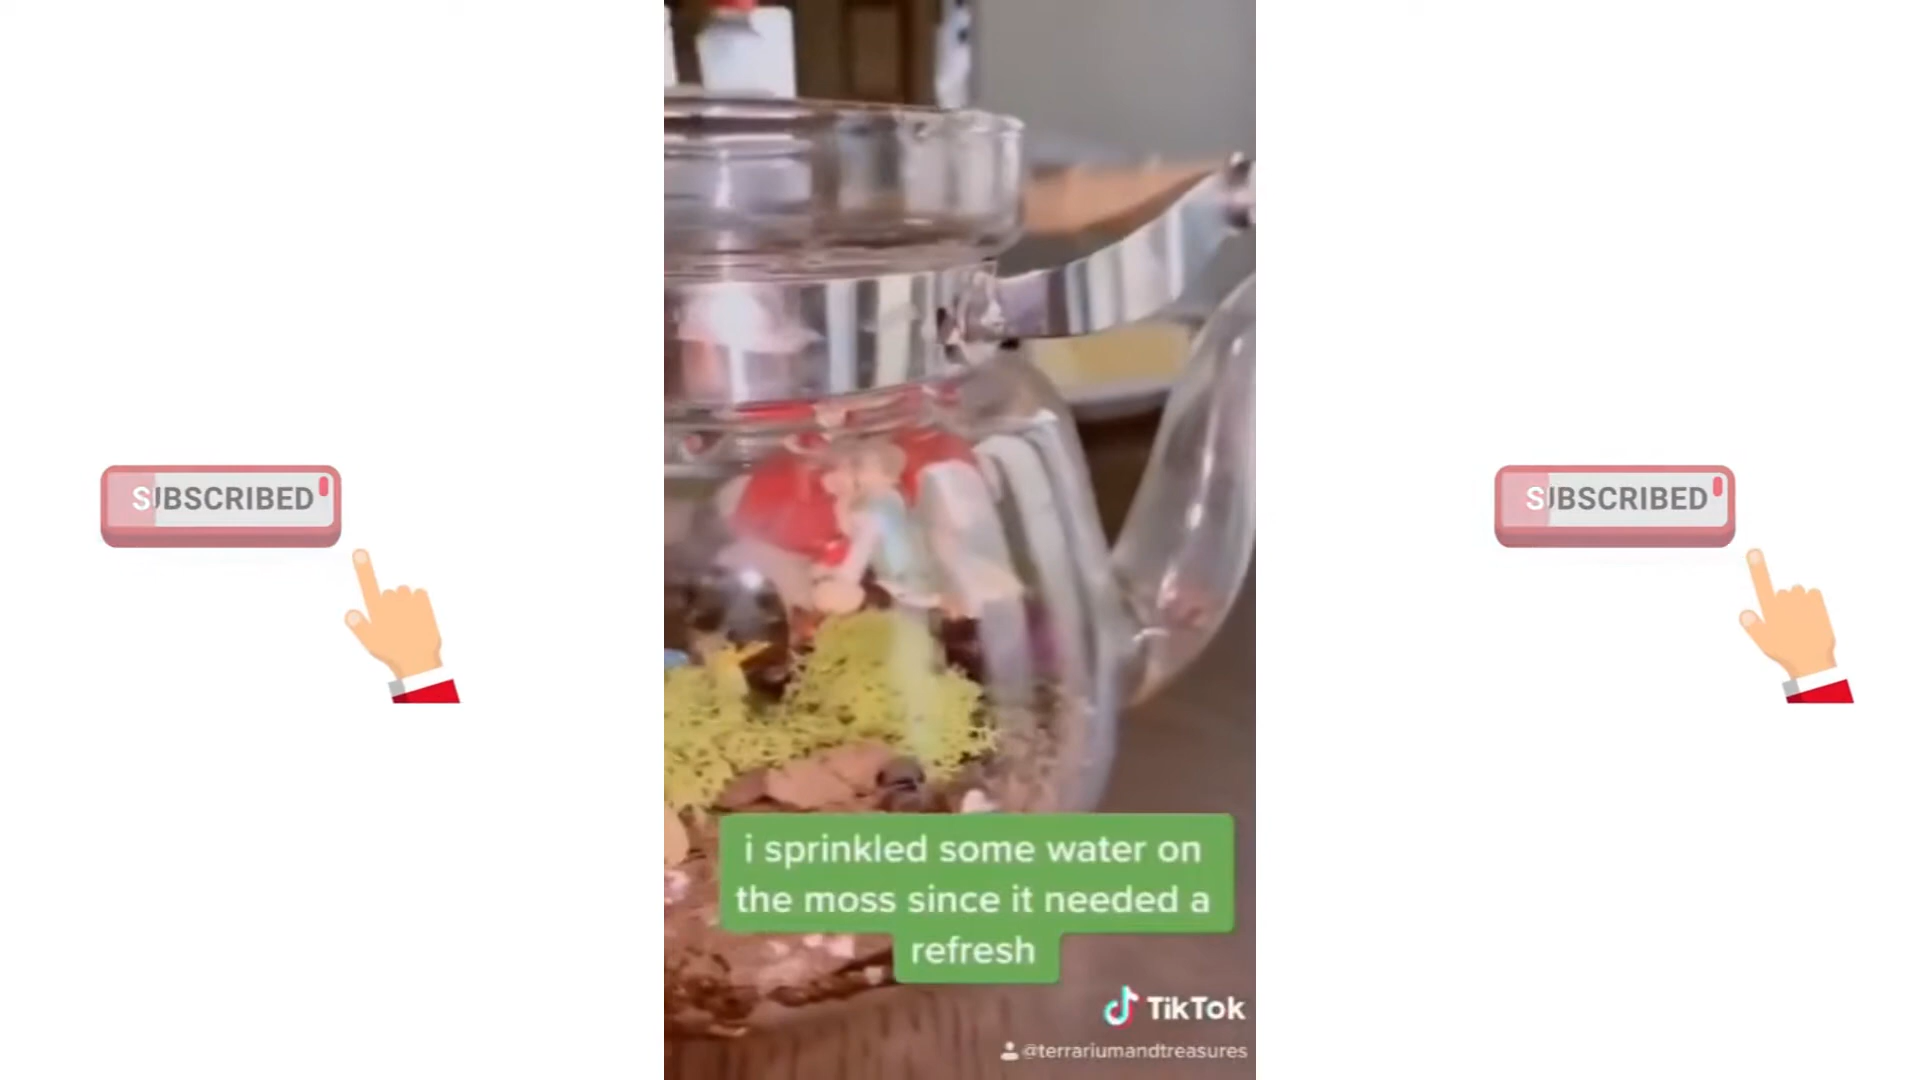 SUBSCRIBED
i sprinkled some water on
the moss since it needed a
refresh
TikTok
@terrariumandtreasures
SUBSCRIBED